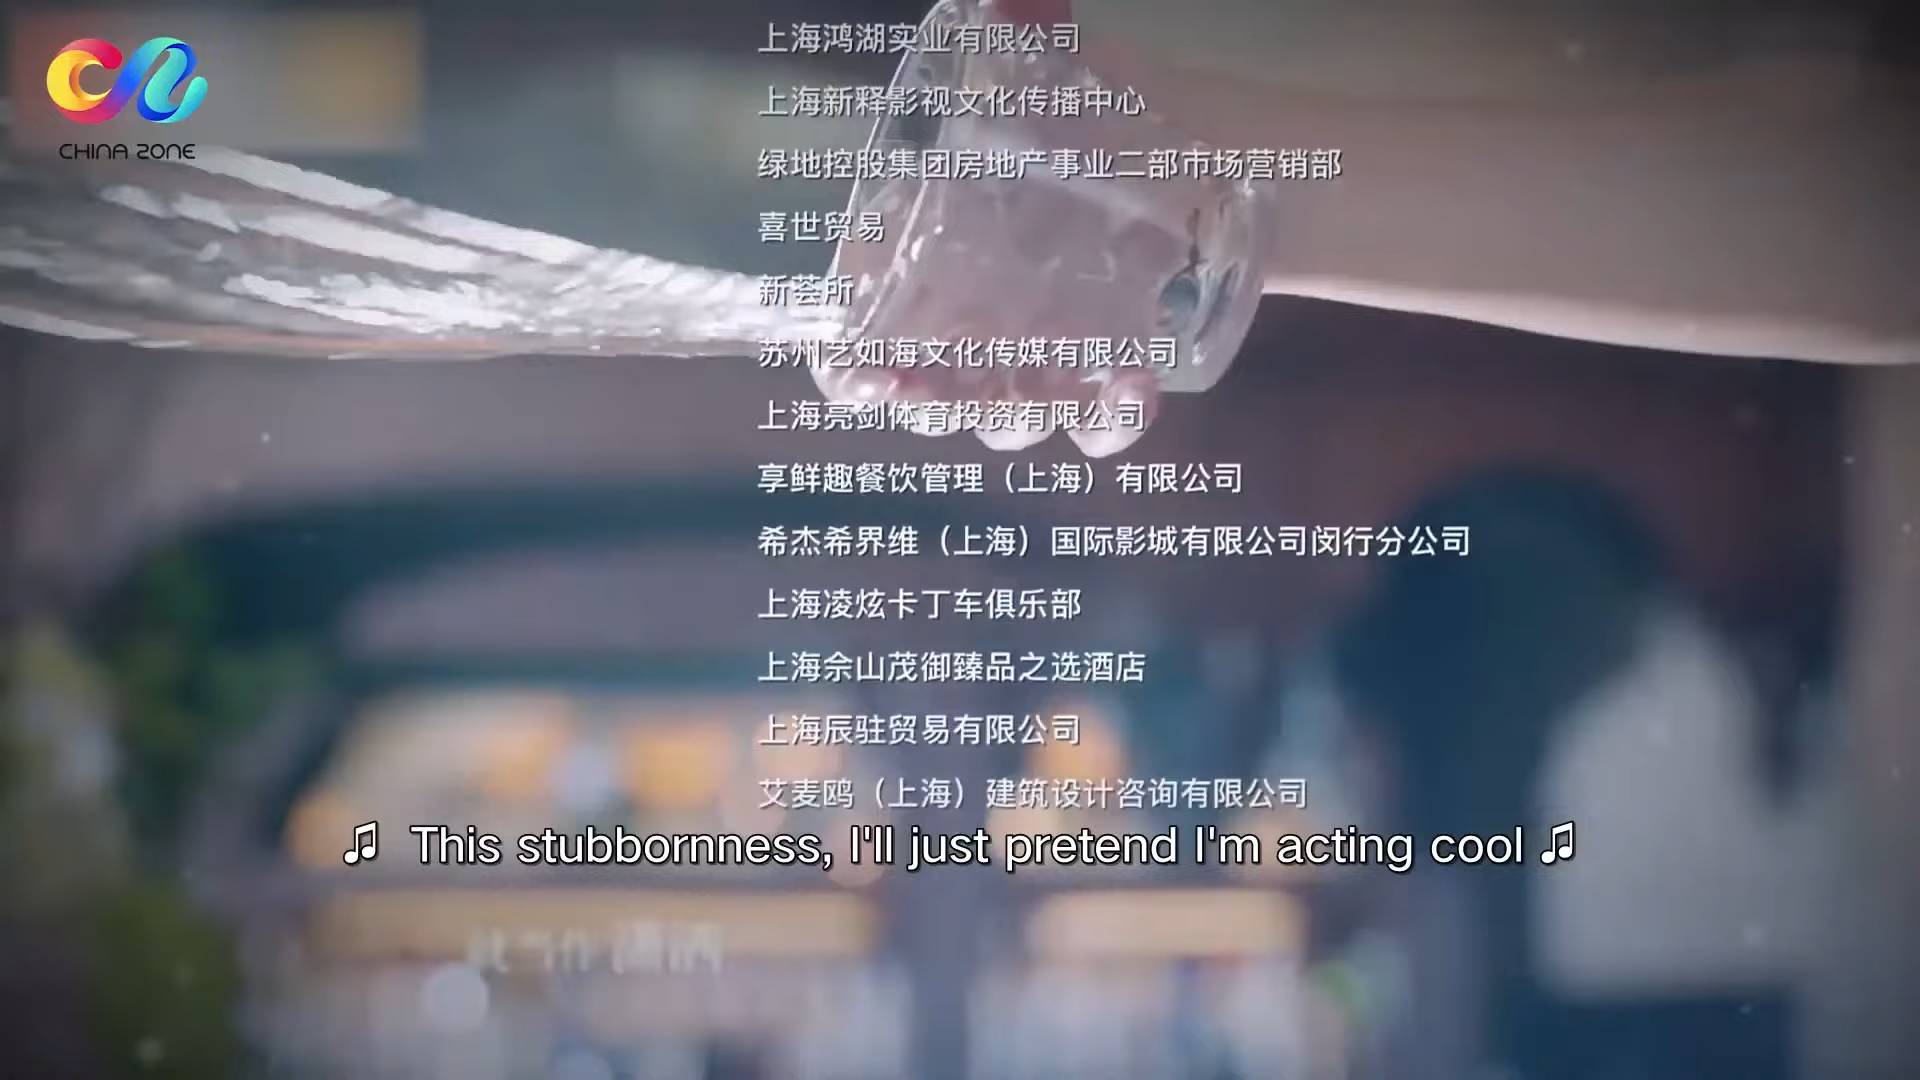 上海鸿湖实业有限公司
上海新释影视文化传播中心
CHINA ZONE
绿地控股集团房地产事业二部市场营销部
喜世贸易
新荟所
苏州艺如海文化传媒有限公司
上海亮剑体育投资有限公司
享鲜趣餐饮管理（上海）有限公司
希杰希界维（上海）国际影城有限公司闵行分公司
上海凌炫卡丁车俱乐部
上海佘山茂御臻品之选酒店
上海辰驻贸易有限公司
艾麦鸥（上海）建筑设计咨询有限公司
♫ This stubbornness, I'll just pretend I'm acting cool ♫